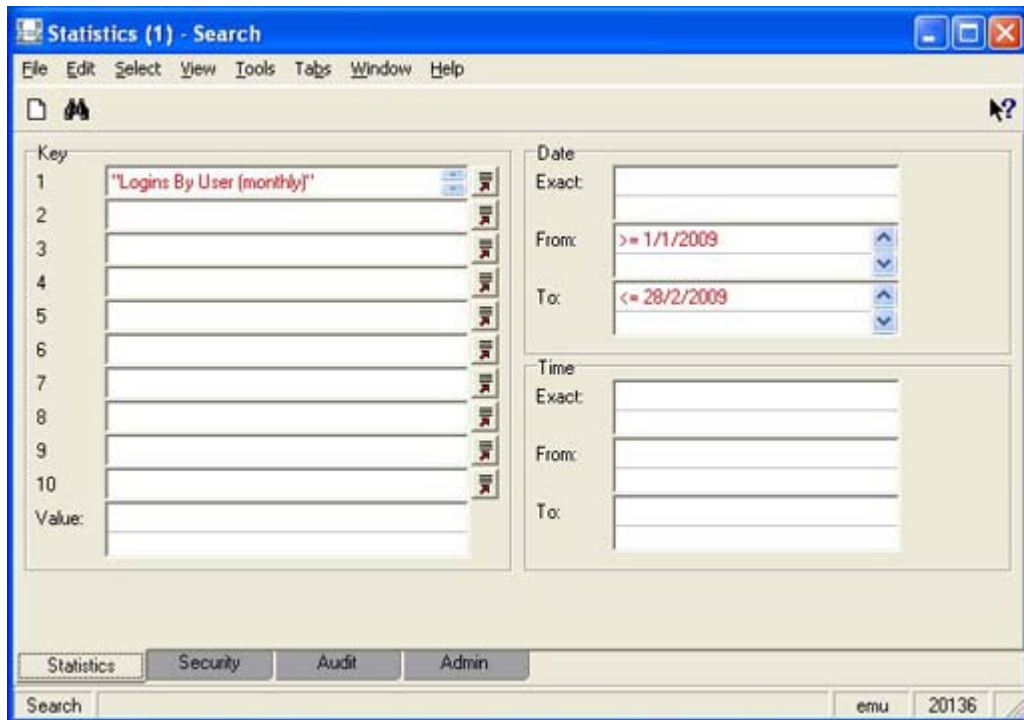 Statistics (1) - Search
File Edit Select View Tools Tabs Window Help
Key
1 "Logins By User (monthly)"
2
3
4
5
6
7
8
9
10
Value:
Date
Exact:
From: >= 1/1/2009
To: <= 28/2/2009
Time
Exact:
From:
To:
Statistics Security Audit Admin
Search emu 20136